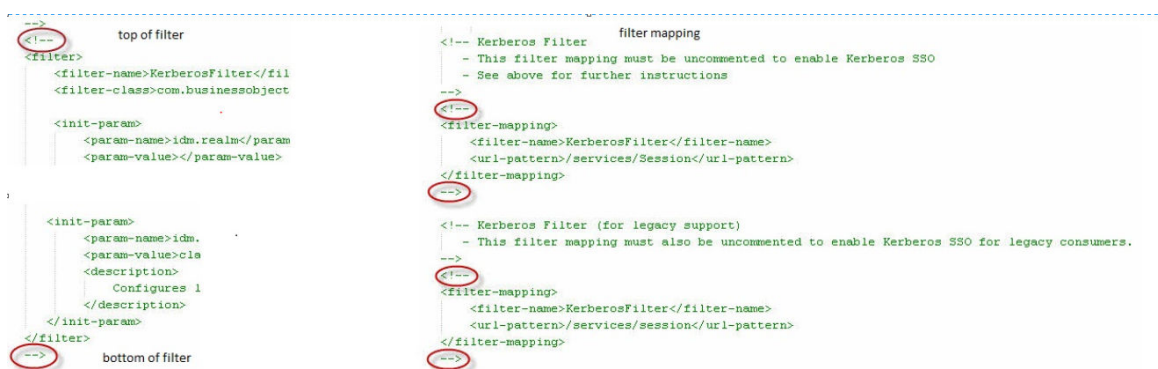 -->
<!--
top of filter
<filter>
<filter-name>KerberosFilter</fil
<filter-class>com.businessobject
<init-param>
<param-name>idm.realm</param
<param-value></param-value>
<init-param>
<param-name>idm.
<param-value>cla
<description>
Configures l
</description>
</init-param>
</filter>
-->
bottom of filter
filter mapping
<!-- Kerberos Filter
- This filter mapping must be uncommented to enable Kerberos SSO
- See above for further instructions
-->
<!--
<filter-mapping>
<filter-name>KerberosFilter</filter-name>
<url-pattern>/services/Session</url-pattern>
</filter-mapping>
-->
<!-- Kerberos Filter (for legacy support)
- This filter mapping must also be uncommented to enable Kerberos SSO for legacy consumers.
-->
<!--
<filter-mapping>
<filter-name>KerberosFilter</filter-name>
<url-pattern>/services/session</url-pattern>
</filter-mapping>
-->